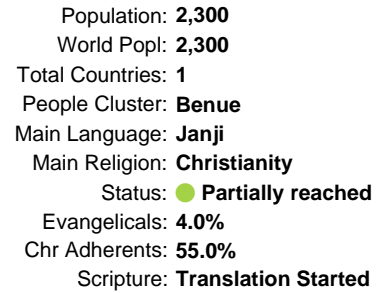 Population: 2,300
World Popl: 2,300
Total Countries: 1
People Cluster: Benue
Main Language: Janji
Main Religion: Christianity
Status: Partially reached
Evangelicals: 4.0%
Chr Adherents: 55.0%
Scripture: Translation Started